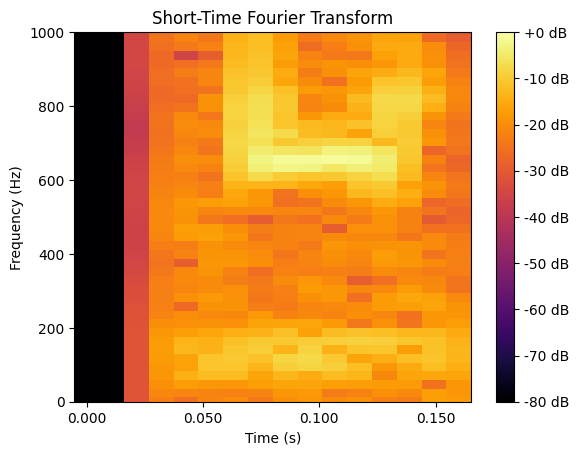 Short-Time Fourier Transform
Frequency (Hz)
1000
800
600
400
200
0
0.000
0.050
0.100
0.150
Time (s)
+0 dB
-10 dB
-20 dB
-30 dB
-40 dB
-50 dB
-60 dB
-70 dB
-80 dB